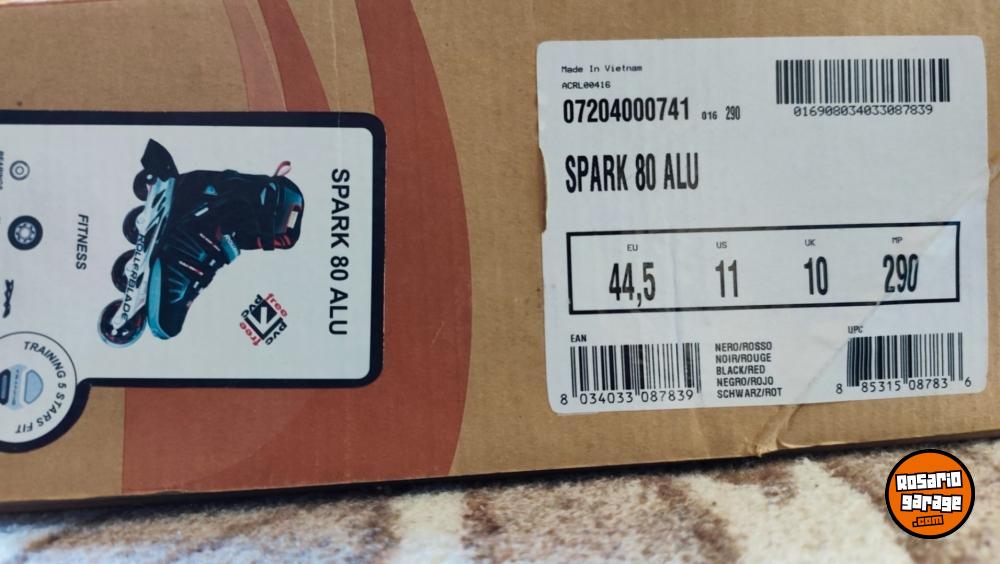 Made In Vietnam
ACRL00416
07204000741 016 290
016908034033087839
SPARK 80 ALU
EU US UK MP
44,5 11 10 290
EAN
8 034033 087839
NERO/ROSSO
NOIR/ROUGE
BLACK/RED
NEGRO/ROJO
SCHWARZ/ROT
UPC
8 85315 08783 6
SPARK 80 ALU
FITNESS
ROLLERBLADE
free
pvc
free
BEARINGS
TRAINING 5 STARS FIT
Rosario
garage
.com